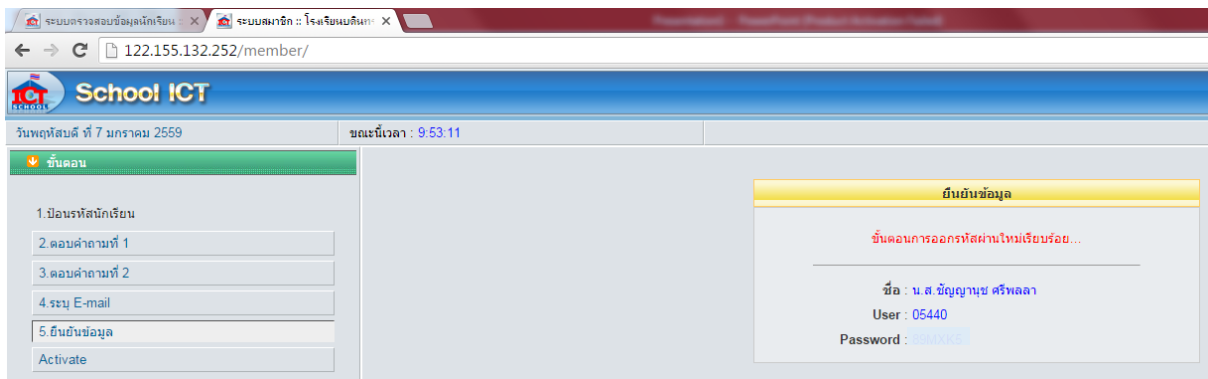 ระบบตรวจสอบข้อมูลนักเรียน :: ระบบสมาชิก :: โรงเรียนบดินทร
122.155.132.252/member/
ICT SCHOOLS School ICT
วันพฤหัสบดี ที่ 7 มกราคม 2559 ขณะนี้เวลา : 9:53:11
ขั้นตอน
1.ป้อนรหัสนักเรียน
2.ตอบคำถามที่ 1
3.ตอบคำถามที่ 2
4.ระบุ E-mail
5.ยืนยันข้อมูล
Activate
ยืนยันข้อมูล
ขั้นตอนการออกรหัสผ่านใหม่เรียบร้อย...
ชื่อ : น.ส.ชัญญานุช ศรีพลลา
User : 05440
Password :